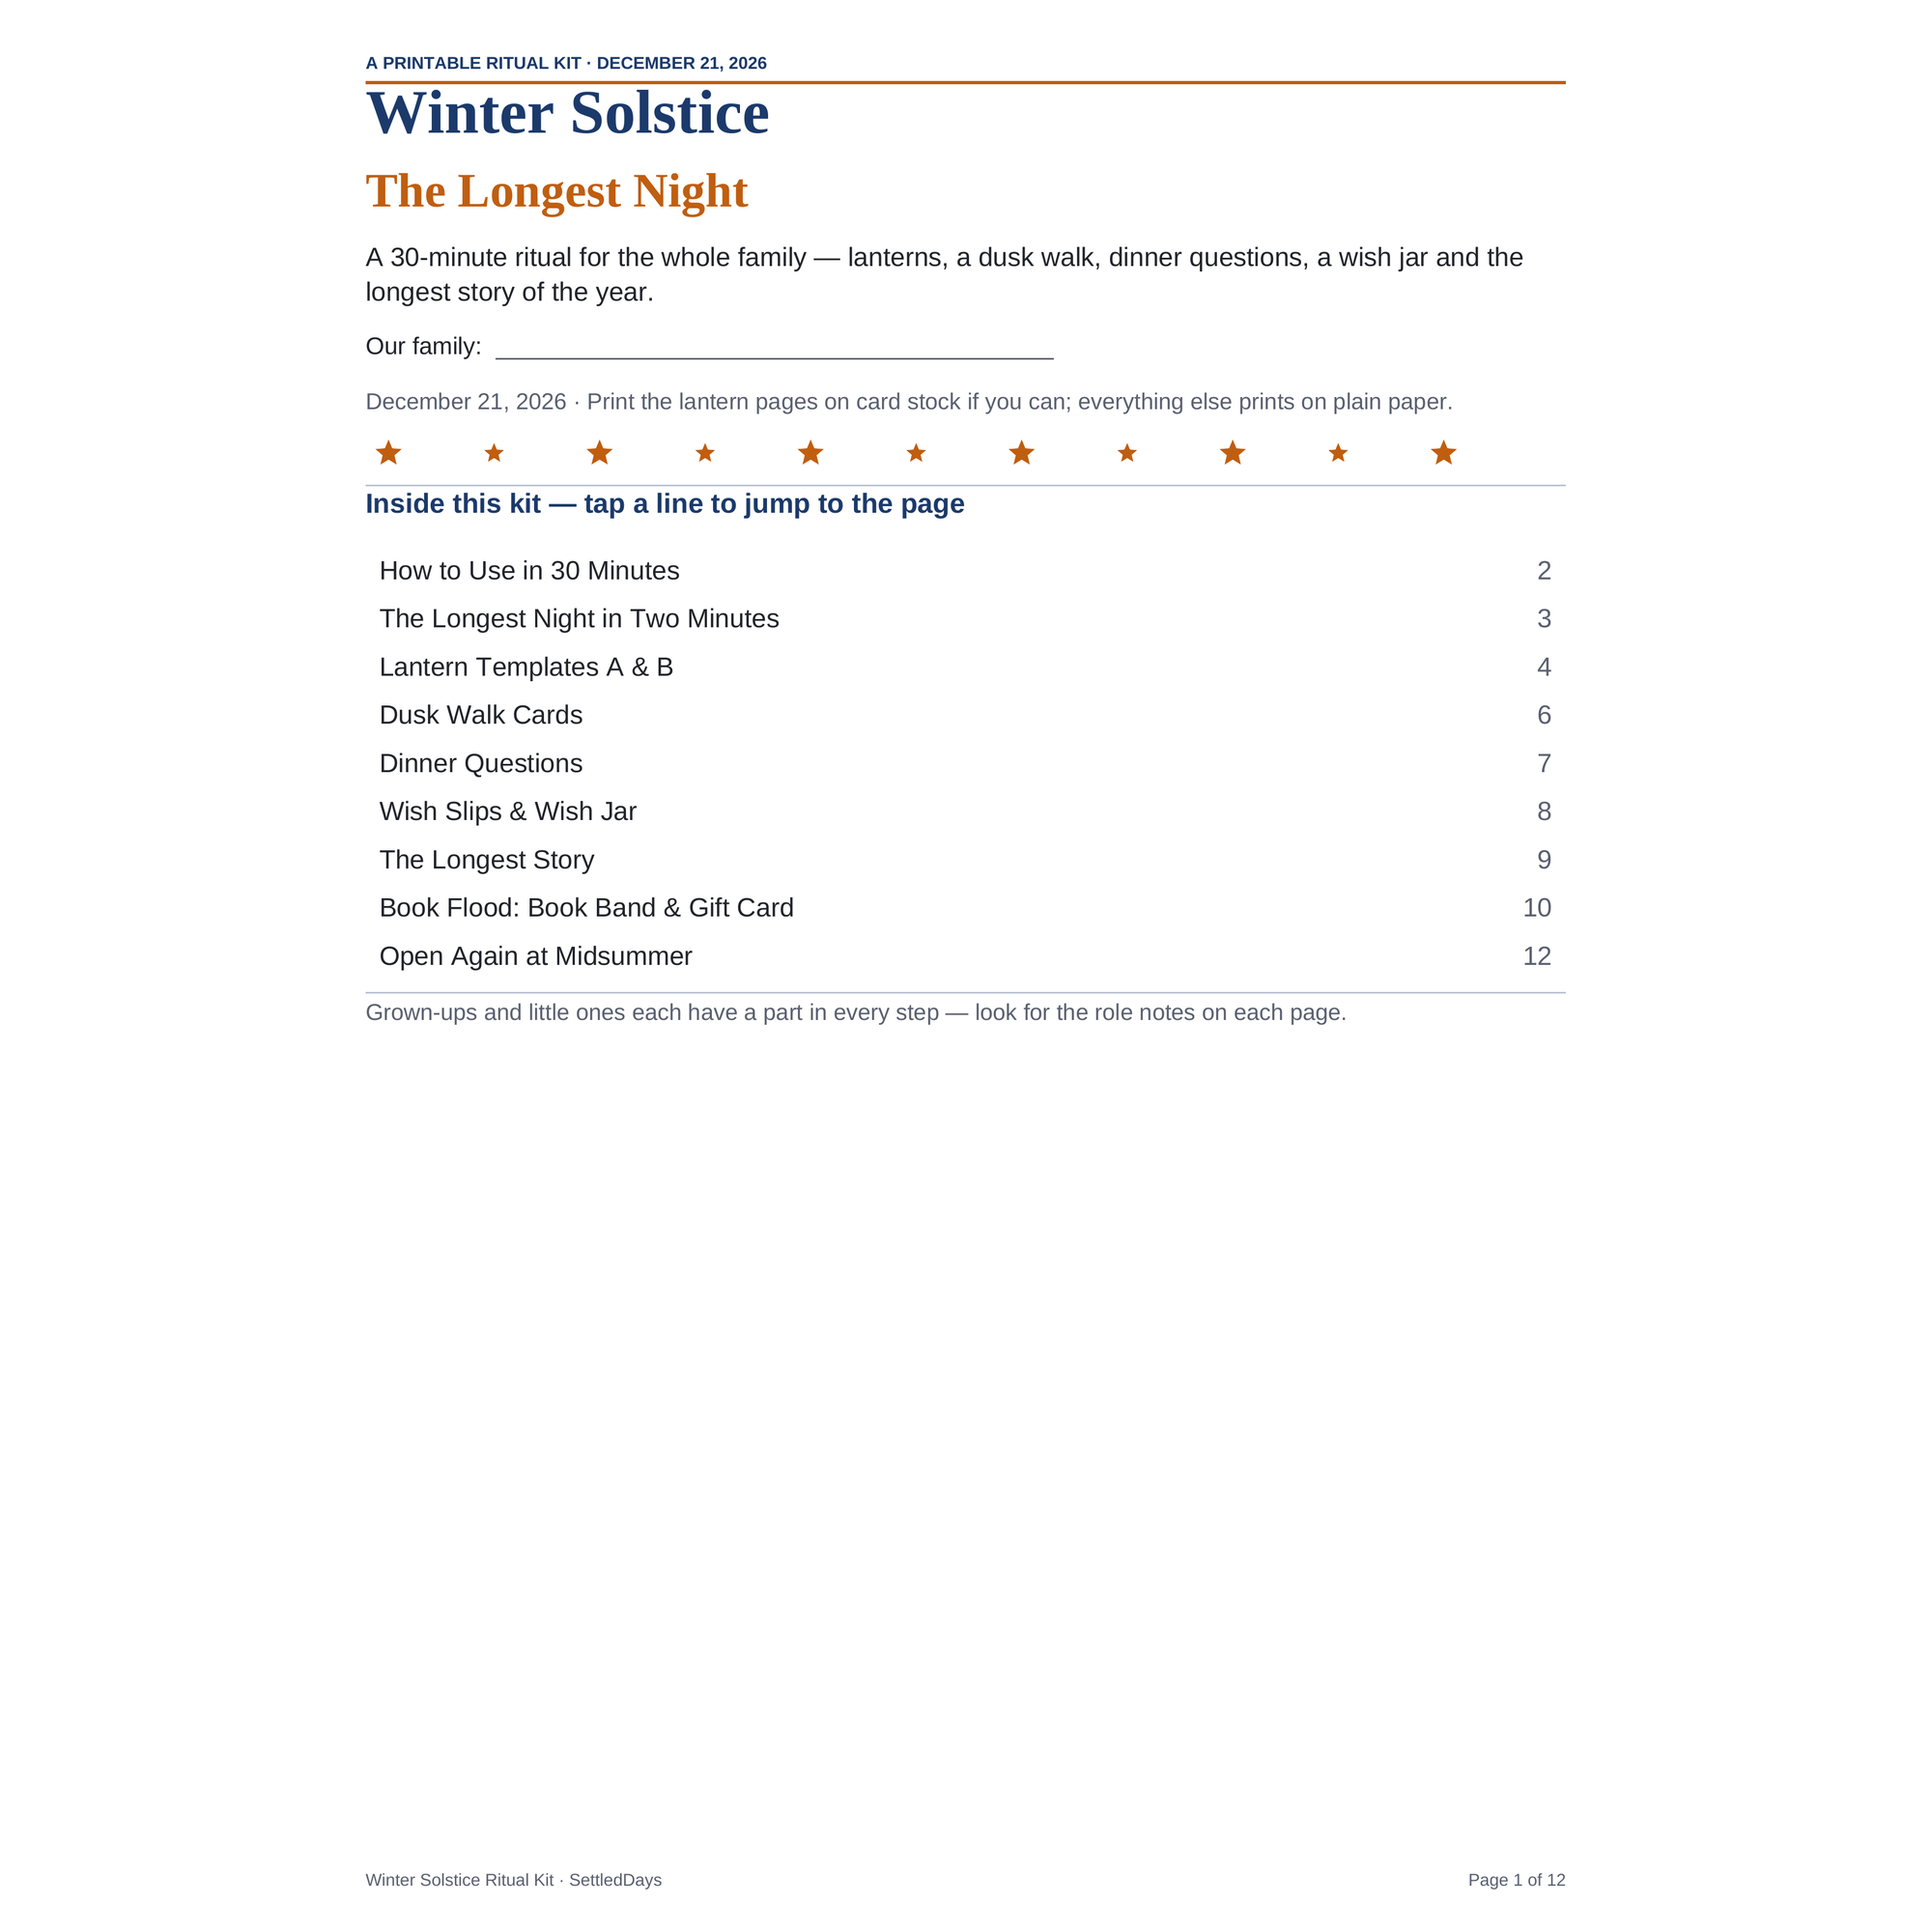 A PRINTABLE RITUAL KIT · DECEMBER 21, 2026
Winter Solstice
The Longest Night
A 30-minute ritual for the whole family — lanterns, a dusk walk, dinner questions, a wish jar and the
longest story of the year.
Our family:
December 21, 2026 · Print the lantern pages on card stock if you can; everything else prints on plain paper.
Inside this kit — tap a line to jump to the page
How to Use in 30 Minutes 2
The Longest Night in Two Minutes 3
Lantern Templates A & B 4
Dusk Walk Cards 6
Dinner Questions 7
Wish Slips & Wish Jar 8
The Longest Story 9
Book Flood: Book Band & Gift Card 10
Open Again at Midsummer 12
Grown-ups and little ones each have a part in every step — look for the role notes on each page.
Winter Solstice Ritual Kit · SettledDays Page 1 of 12